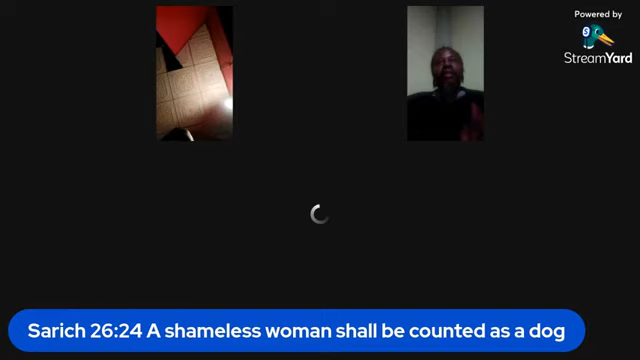 Powered by
StreamYard
Sarich 26:24 A shameless woman shall be counted as a dog